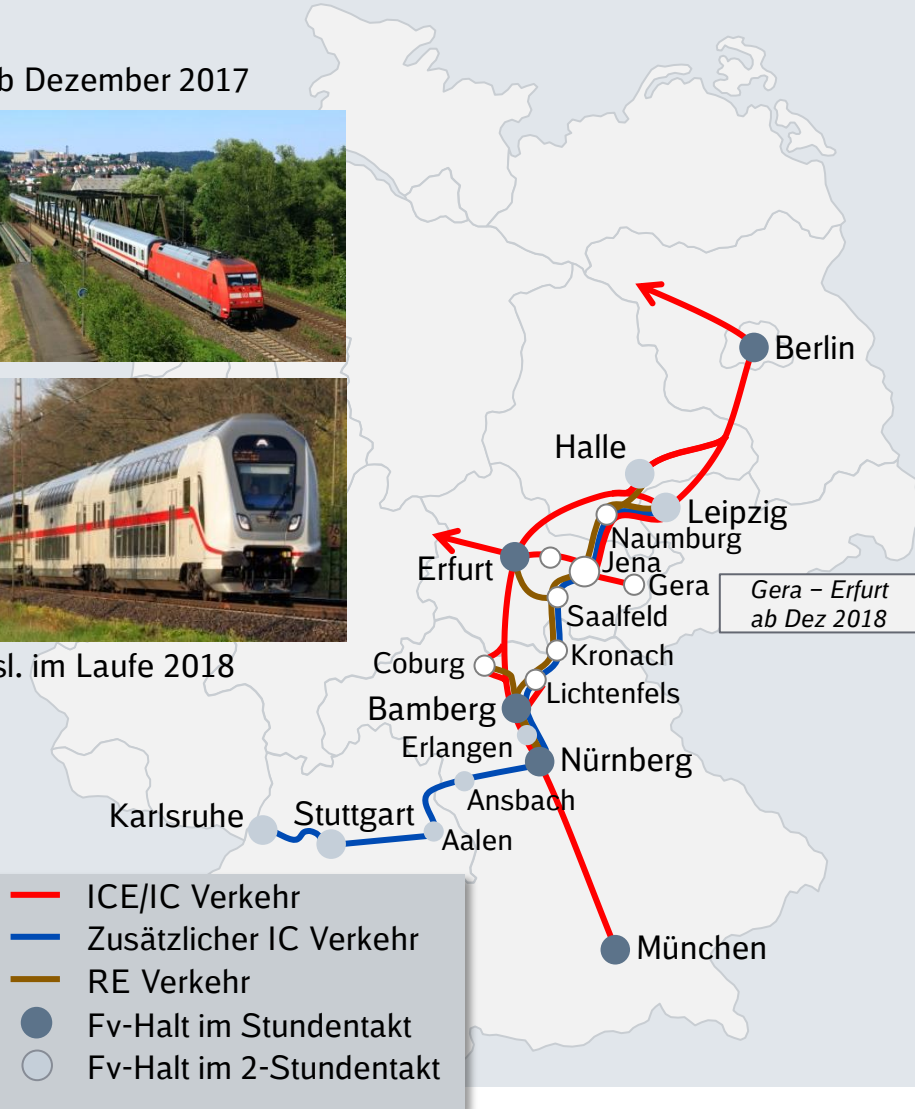 b Dezember 2017
sl. im Laufe 2018
Berlin
Halle
Leipzig
Naumburg
Erfurt
Jena
Gera
Gera – Erfurt
ab Dez 2018
Saalfeld
Coburg
Kronach
Lichtenfels
Bamberg
Erlangen
Nürnberg
Ansbach
Karlsruhe
Stuttgart
Aalen
München
ICE/IC Verkehr
Zusätzlicher IC Verkehr
RE Verkehr
Fv-Halt im Stundentakt
Fv-Halt im 2-Stundentakt